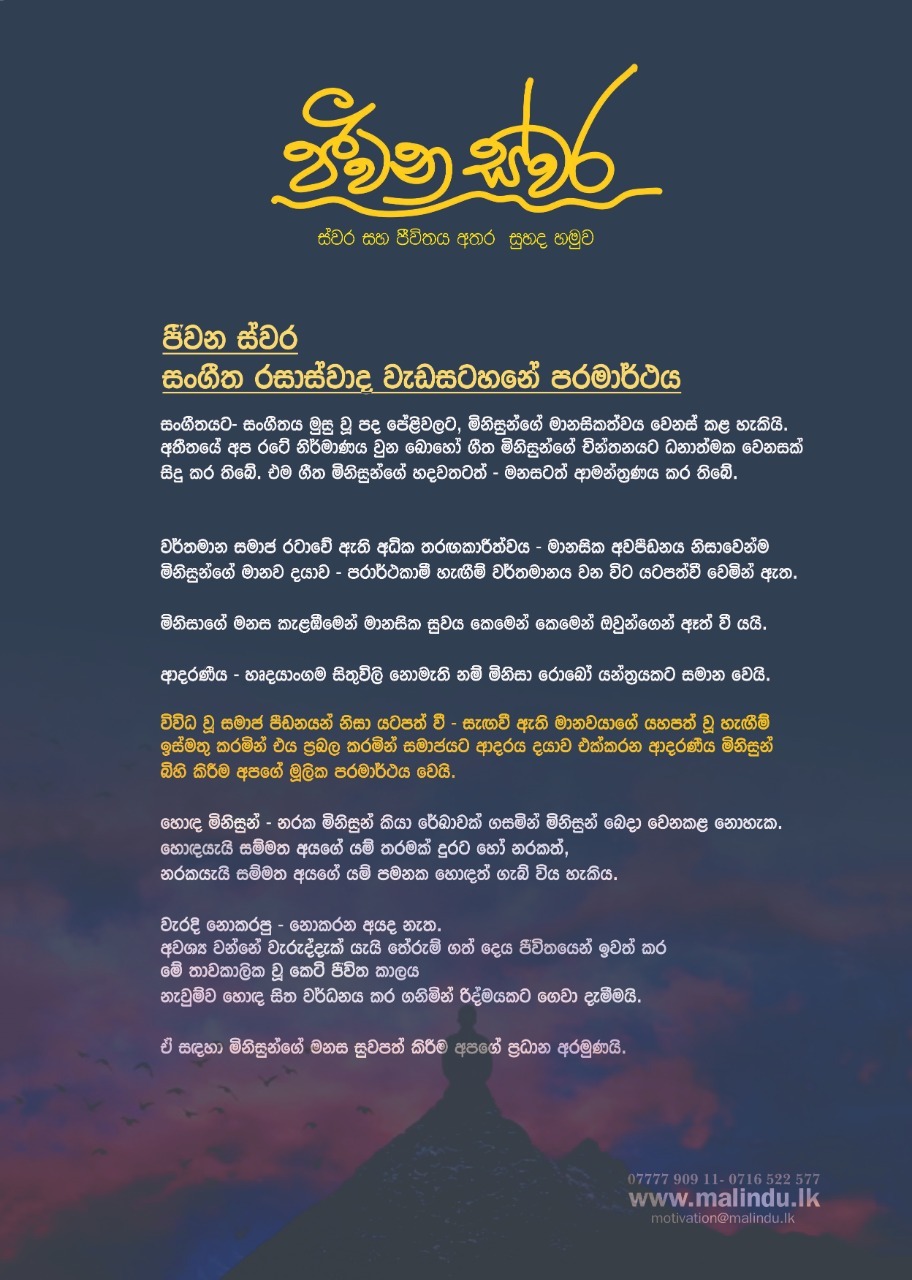 ජීවන ස්වර
ස්වර සහ ජීවිතය අතර සුහද හමුව
ජීවන ස්වර
සංගීත රසාස්වාද වැඩසටහනේ පරමාර්ථය
සංගීතයට- සංගීතය මුසු වූ පද පේළිවලට, මිනිසුන්ගේ මානසිකත්වය වෙනස් කළ හැකියි.
අතීතයේ අප රටේ නිර්මාණය වුන බොහෝ ගීත මිනිසුන්ගේ චින්තනයට ධනාත්මක වෙනසක්
සිදු කර තිබේ. එම ගීත මිනිසුන්ගේ හදවතටත් - මනසටත් ආමන්ත්‍රණය කර තිබේ.
වර්තමාන සමාජ රටාවේ ඇති අධික තරඟකාරීත්වය - මානසික අවපීඩනය නිසාවෙන්ම
මිනිසුන්ගේ මානව දයාව - පරාර්ථකාමී හැඟීම් වර්තමානය වන විට යටපත්වී වෙමින් ඇත.
මිනිසාගේ මනස කැළඹීමෙන් මානසික සුවය කෙමෙන් කෙමෙන් ඔවුන්ගෙන් ඈත් වී යයි.
ආදරණීය - හෘදයාංගම සිතුවිලි නොමැති නම් මිනිසා රොබෝ යන්ත්‍රයකට සමාන වෙයි.
විවිධ වූ සමාජ පීඩනයන් නිසා යටපත් වී - සැඟවී ඇති මානවයාගේ යහපත් වූ හැඟීම්
ඉස්මතු කරමින් එය ප්‍රබල කරමින් සමාජයට ආදරය දයාව එක්කරන ආදරණීය මිනිසුන්
බිහි කිරීම අපගේ මූලික පරමාර්ථය වෙයි.
හොඳ මිනිසුන් - නරක මිනිසුන් කියා රේඛාවක් ගසමින් මිනිසුන් බෙදා වෙනකළ නොහැක.
හොඳයැයි සම්මත අයගේ යම් තරමක් දුරට හෝ නරකත්,
නරකයැයි සම්මත අයගේ යම් පමනක හොඳත් ගැබ් විය හැකිය.
වැරදි නොකරපු - නොකරන අයද නැත.
අවශ්‍ය වන්නේ වැරුද්දැක් යැයි තේරුම් ගත් දෙය ජීවිතයෙන් ඉවත් කර
මේ තාවකාලික වූ කෙටි ජීවිත කාලය
නැවුම්ව හොඳ සිත වර්ධනය කර ගනිමින් රිද්මයකට ගෙවා දැමීමයි.
ඒ සඳහා මිනිසුන්ගේ මනස සුවපත් කිරීම අපගේ ප්‍රධාන අරමුණයි.
07777 909 11- 0716 522 577
www.malindu.lk
motivation@malindu.lk